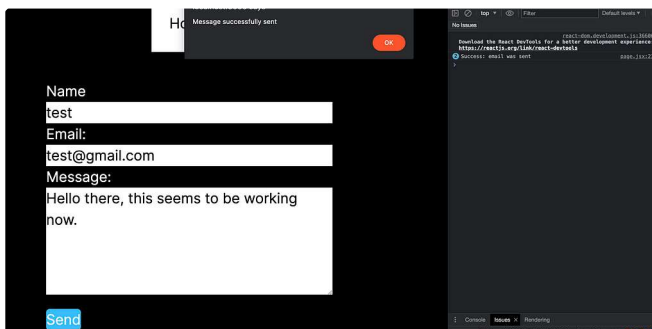 Message successfully sent
OK
Name
test
Email:
test@gmail.com
Message:
Hello there, this seems to be working
now.
Send
top
Filter
Default levels
No Issues
react-dom.development.js:
Download the React DevTools for a better development experience
https://reactjs.org/link/react-devtools
2 Success: email was sent
page.jsx:
Console Issues × Rendering